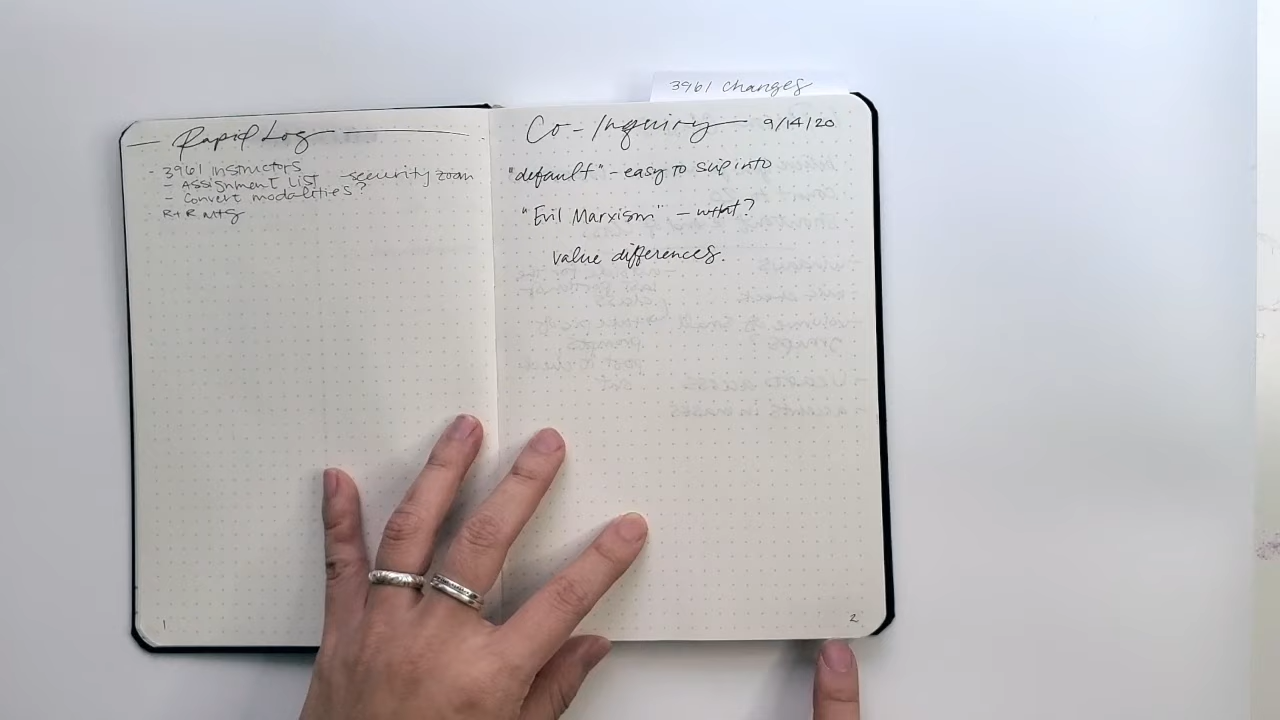 3961 changes
Rapid Log
- 3961 instructors
- Assignment List - security zoom
- Convert modalities?
R+R mtg
1
Co-Inquiry 9/14/20
"default" - easy to slip into
"Evil Marxism" - what?
value differences.
2